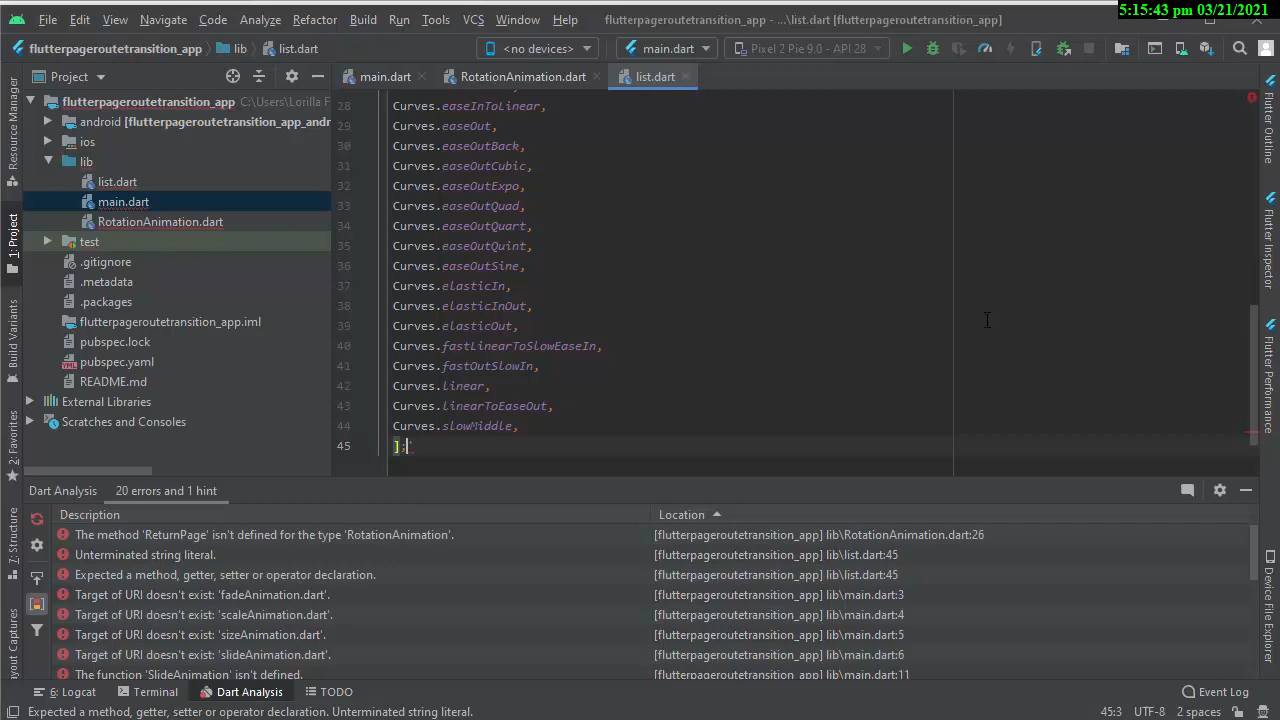 5:15:43 pm 03/21/2021
File Edit View Navigate Code Analyze Refactor Build Run Tools VCS Window Help flutterpageroutetransition_app - ...\list.dart [flutterpageroutetransition_app]
flutterpageroutetransition_app lib list.dart <no devices> main.dart Pixel 2 Pie 9.0 - API 28
Project main.dart RotationAnimation.dart list.dart
flutterpageroutetransition_app C:\Users\Lorilla F
android [flutterpageroutetransition_app_andr
ios
lib
list.dart
main.dart
RotationAnimation.dart
test
.gitignore
.metadata
.packages
flutterpageroutetransition_app.iml
pubspec.lock
pubspec.yaml
README.md
External Libraries
Scratches and Consoles
28 Curves.easeInToLinear,
29 Curves.easeOut,
30 Curves.easeOutBack,
31 Curves.easeOutCubic,
32 Curves.easeOutExpo,
33 Curves.easeOutQuad,
34 Curves.easeOutQuart,
35 Curves.easeOutQuint,
36 Curves.easeOutSine,
37 Curves.elasticIn,
38 Curves.elasticInOut,
39 Curves.elasticOut,
40 Curves.fastLinearToSlowEaseIn,
41 Curves.fastOutSlowIn,
42 Curves.linear,
43 Curves.linearToEaseOut,
44 Curves.slowMiddle,
45 ];'
Resource Manager
1: Project
Build Variants
2: Favorites
7: Structure
ayout Captures
Flutter Outline
Flutter Inspector
Flutter Performance
Device File Explorer
Dart Analysis 20 errors and 1 hint
Description Location
The method 'ReturnPage' isn't defined for the type 'RotationAnimation'. [flutterpageroutetransition_app] lib\RotationAnimation.dart:26
Unterminated string literal. [flutterpageroutetransition_app] lib\list.dart:45
Expected a method, getter, setter or operator declaration. [flutterpageroutetransition_app] lib\list.dart:45
Target of URI doesn't exist: 'fadeAnimation.dart'. [flutterpageroutetransition_app] lib\main.dart:3
Target of URI doesn't exist: 'scaleAnimation.dart'. [flutterpageroutetransition_app] lib\main.dart:4
Target of URI doesn't exist: 'sizeAnimation.dart'. [flutterpageroutetransition_app] lib\main.dart:5
Target of URI doesn't exist: 'slideAnimation.dart'. [flutterpageroutetransition_app] lib\main.dart:6
The function 'SlideAnimation' isn't defined. [flutterpageroutetransition_app] lib\main.dart:11
6: Logcat Terminal Dart Analysis TODO Event Log
Expected a method, getter, setter or operator declaration. Unterminated string literal. 45:3 UTF-8 2 spaces